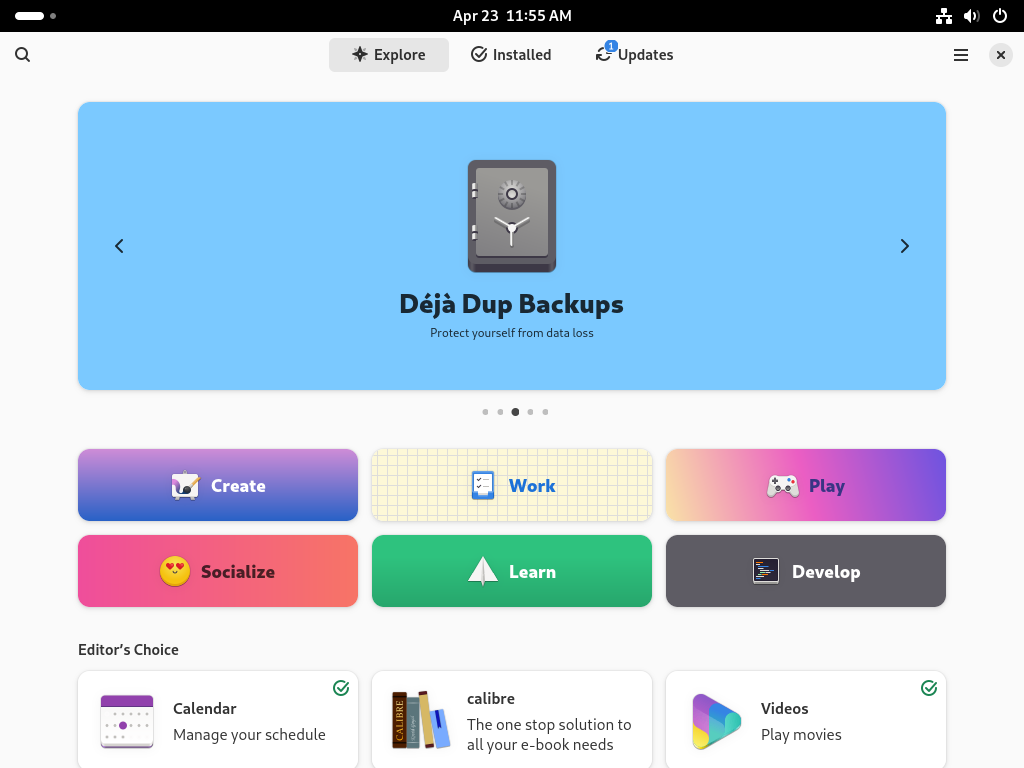 Apr 23  11:55 AM
Explore
Installed
1
Updates
Déjà Dup Backups
Protect yourself from data loss
Create
Work
Play
Socialize
Learn
Develop
Editor’s Choice
Calendar
Manage your schedule
CALIBRE
calibre
The one stop solution to
all your e-book needs
Videos
Play movies